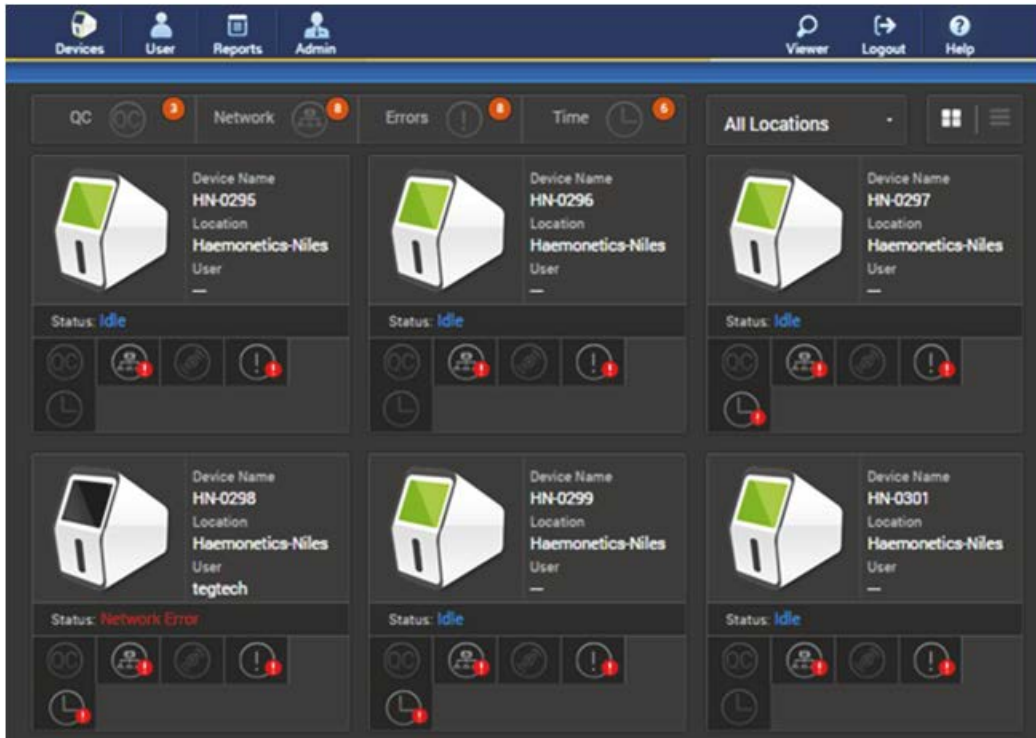 Devices User Reports Admin Viewer Logout Help
QC QC 3 Network 8 Errors 8 Time 6 All Locations
Device Name
HN-0295
Location
Haemonetics-Niles
User
—
Status: Idle
QC
Device Name
HN-0296
Location
Haemonetics-Niles
User
—
Status: Idle
QC
Device Name
HN-0297
Location
Haemonetics-Niles
User
—
Status: Idle
QC
Device Name
HN-0298
Location
Haemonetics-Niles
User
tegtech
Status: Network Error
QC
Device Name
HN-0299
Location
Haemonetics-Niles
User
—
Status: Idle
QC
Device Name
HN-0301
Location
Haemonetics-Niles
User
—
Status: Idle
QC